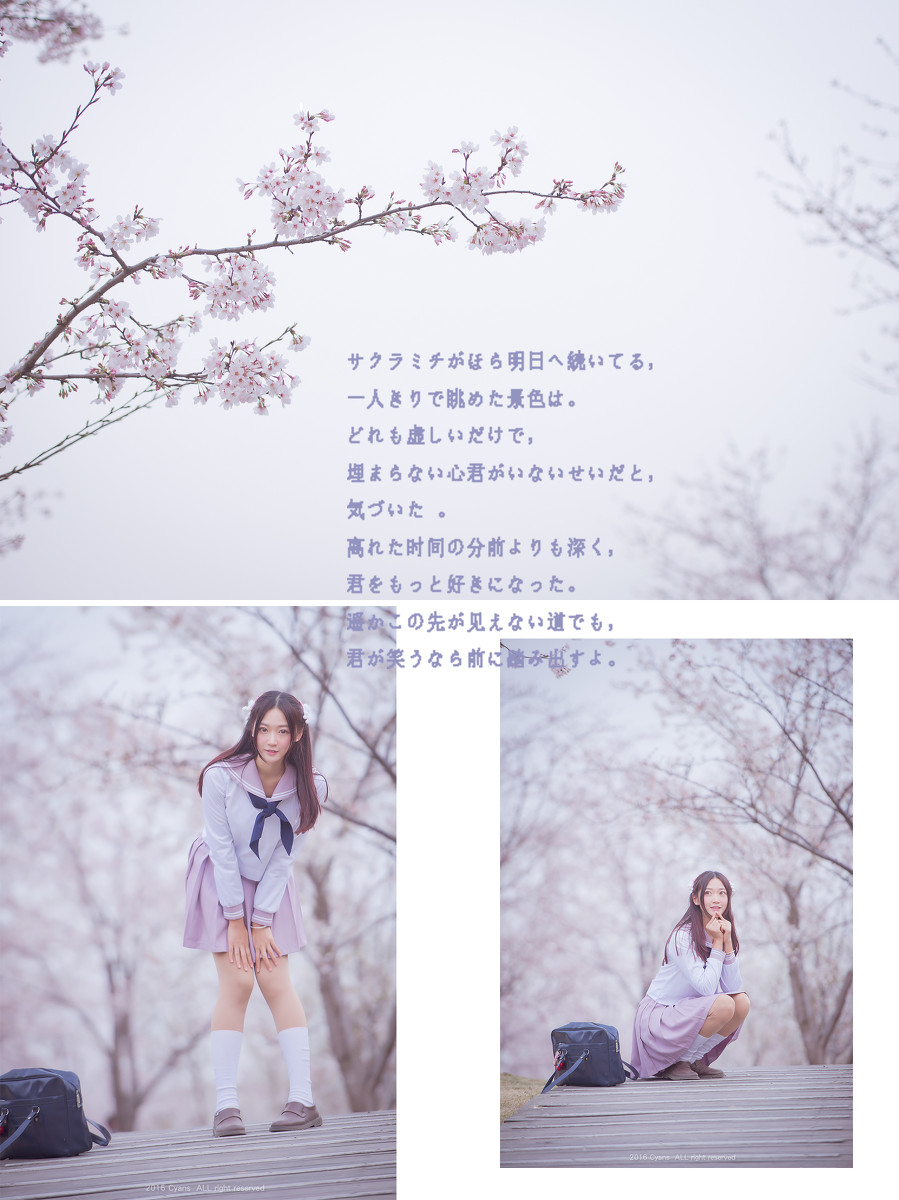 サクラミチがほら明日へ続いてる,
一人きりで眺めた景色は。
どれも虚しいだけで,
埋まらない心君がいないせいだと,
気づいた 。
离れた时间の分前よりも深く,
君をもっと好きになった。
遥かこの先が见えない道でも,
君が笑うなら前に踏み出すよ。
2016 Cyans ALL right reserved
2016 Cyans ALL right reserved